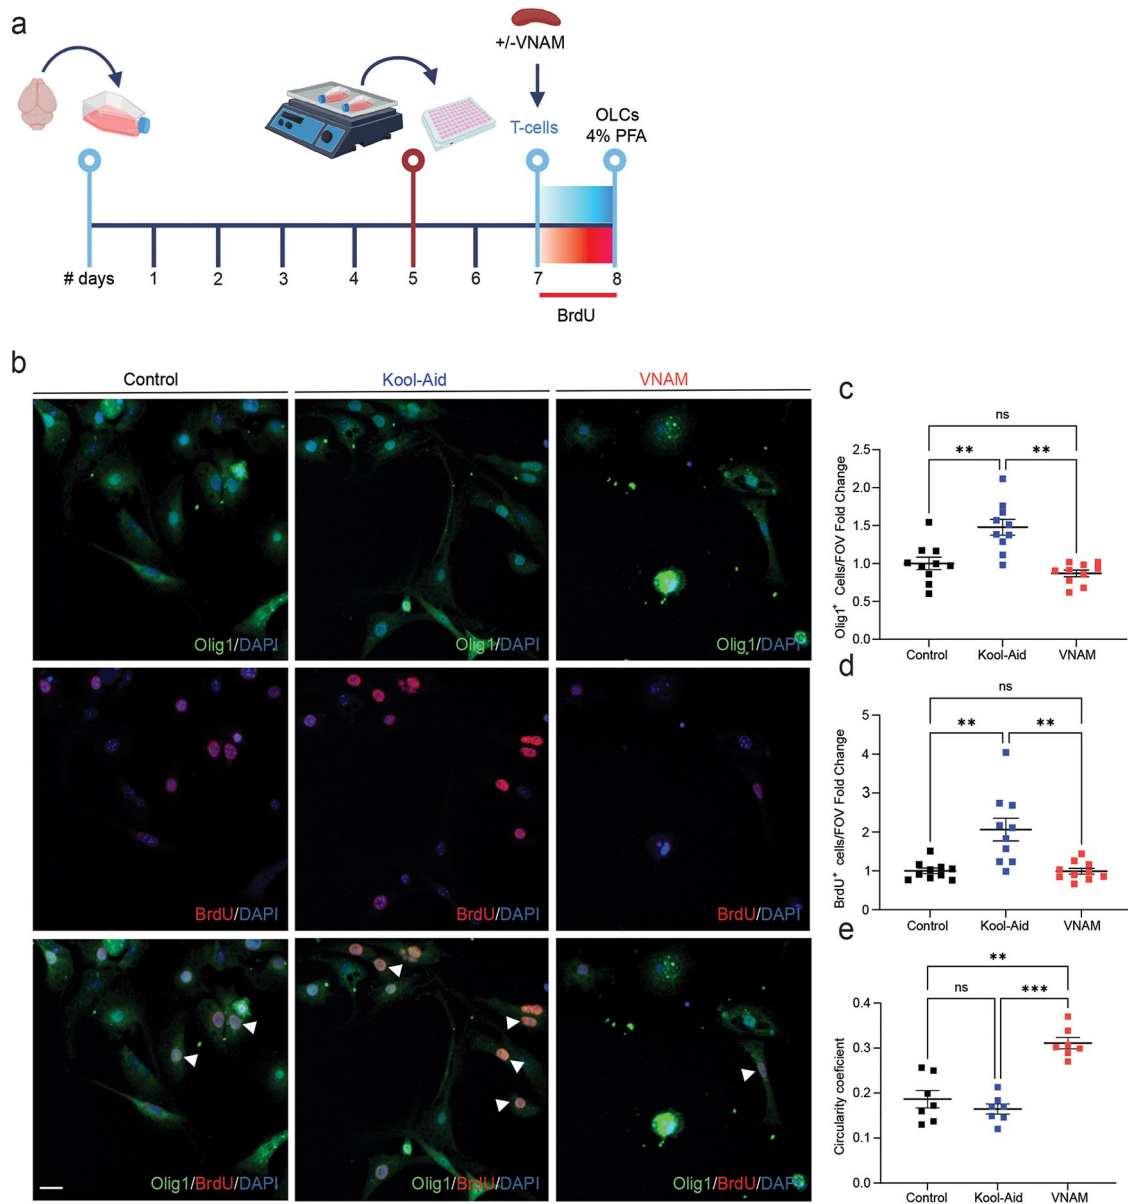 a
+/-VNAM
T-cells
OLCs
4% PFA
# days 1 2 3 4 5 6 7 8
BrdU
b
Control Kool-Aid VNAM
Olig1/DAPI Olig1/DAPI Olig1/DAPI
BrdU/DAPI BrdU/DAPI BrdU/DAPI
Olig1/BrdU/DAPI Olig1/BrdU/DAPI Olig1/BrdU/DAPI
c
ns
** **
Olig1+ Cells/FOV Fold Change
2.5
2.0
1.5
1.0
0.5
0.0
Control Kool-Aid VNAM
d
ns
** **
BrdU+ cells/FOV Fold Change
5
4
3
2
1
0
Control Kool-Aid VNAM
e
**
ns ***
Circularity coeficient
0.4
0.3
0.2
0.1
0.0
Control Kool-Aid VNAM